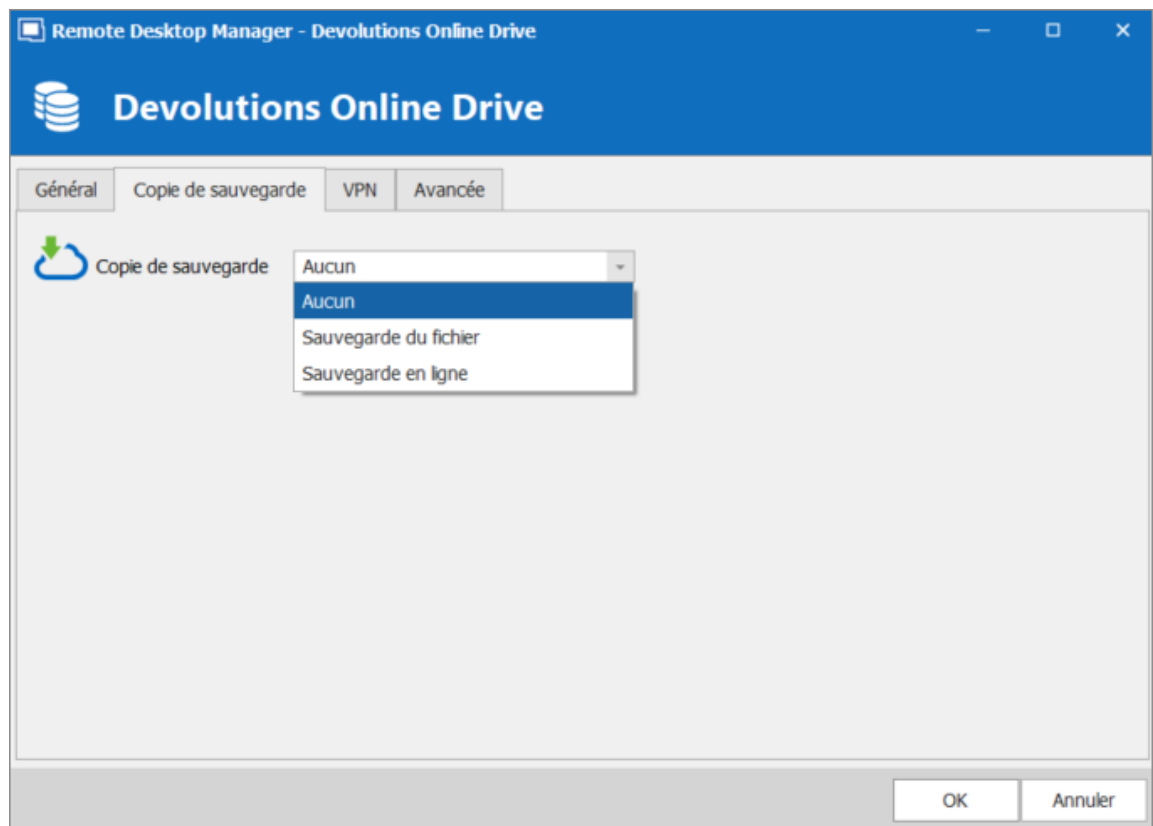 Remote Desktop Manager - Devolutions Online Drive
Devolutions Online Drive
Général Copie de sauvegarde VPN Avancée
Copie de sauvegarde Aucun
Aucun
Sauvegarde du fichier
Sauvegarde en ligne
OK Annuler